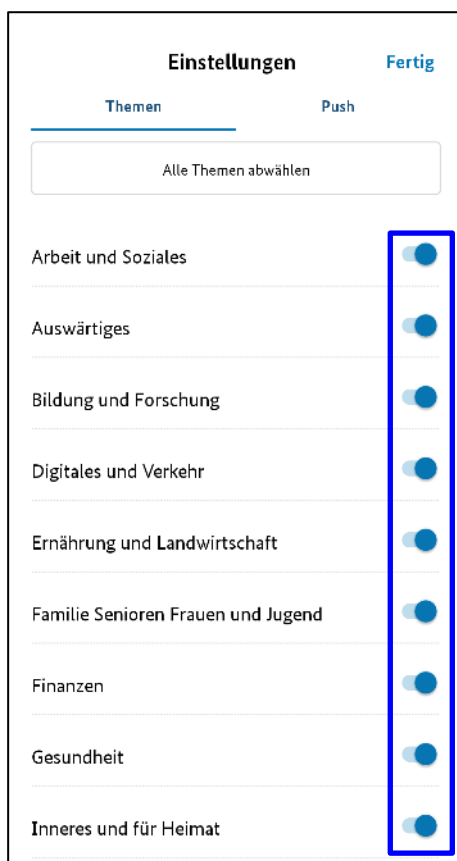 Einstellungen Fertig
Themen Push
Alle Themen abwählen
Arbeit und Soziales
Auswärtiges
Bildung und Forschung
Digitales und Verkehr
Ernährung und Landwirtschaft
Familie Senioren Frauen und Jugend
Finanzen
Gesundheit
Inneres und für Heimat